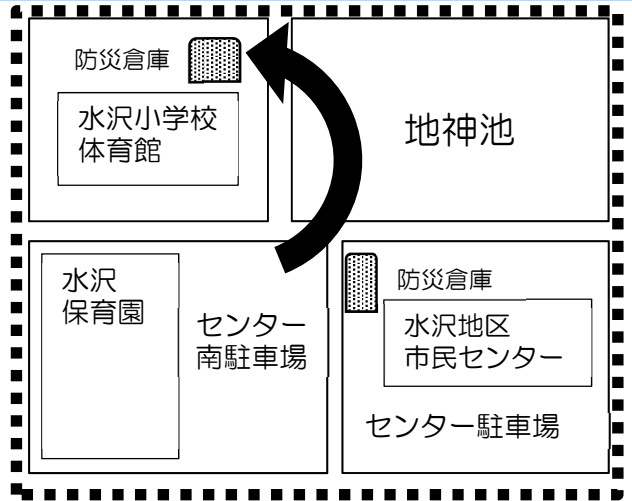 防災倉庫
水沢小学校
体育館
地神池
水沢
保育園
センター
南駐車場
防災倉庫
水沢地区
市民センター
センター駐車場